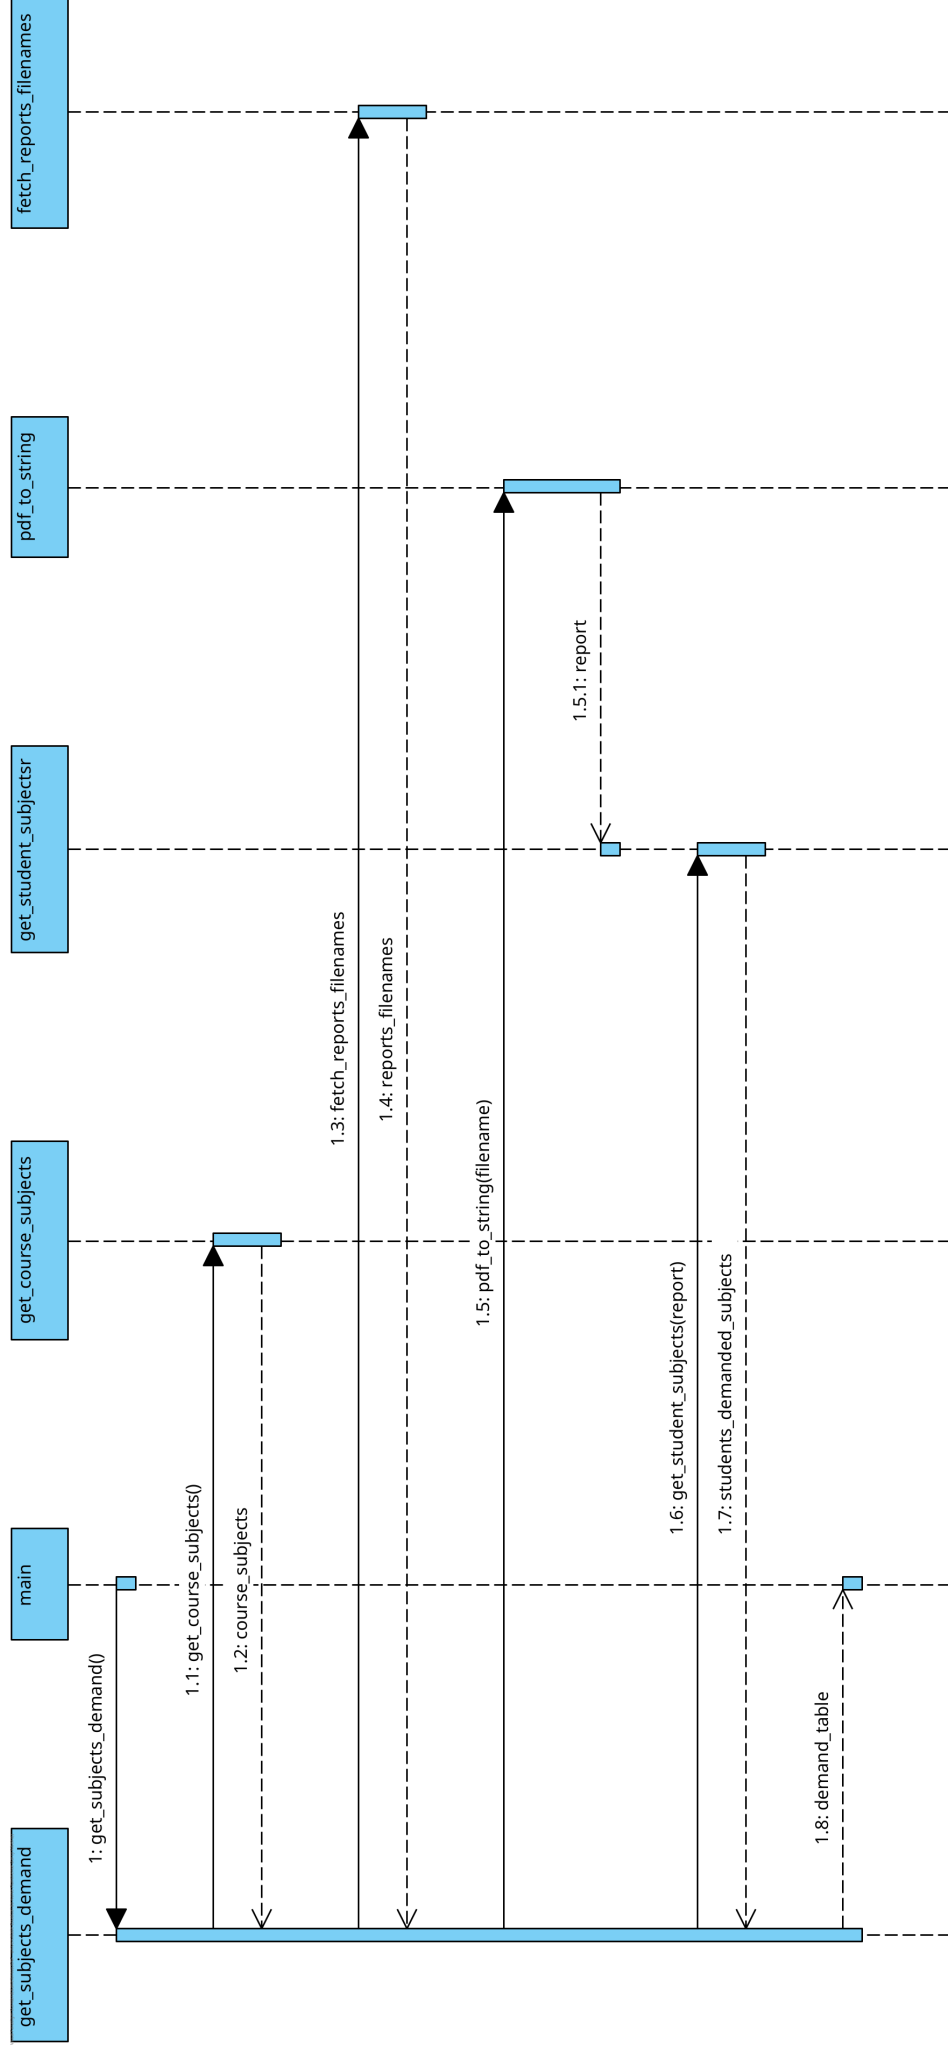 get_subjects_demand
main
get_course_subjects
get_student_subjectsr
pdf_to_string
fetch_reports_filenames
1: get_subjects_demand()
1.1: get_course_subjects()
1.2: course_subjects
1.3: fetch_reports_filenames
1.4: reports_filenames
1.5: pdf_to_string(filename)
1.5.1: report
1.6: get_student_subjects(report)
1.7: students_demanded_subjects
1.8: demand_table